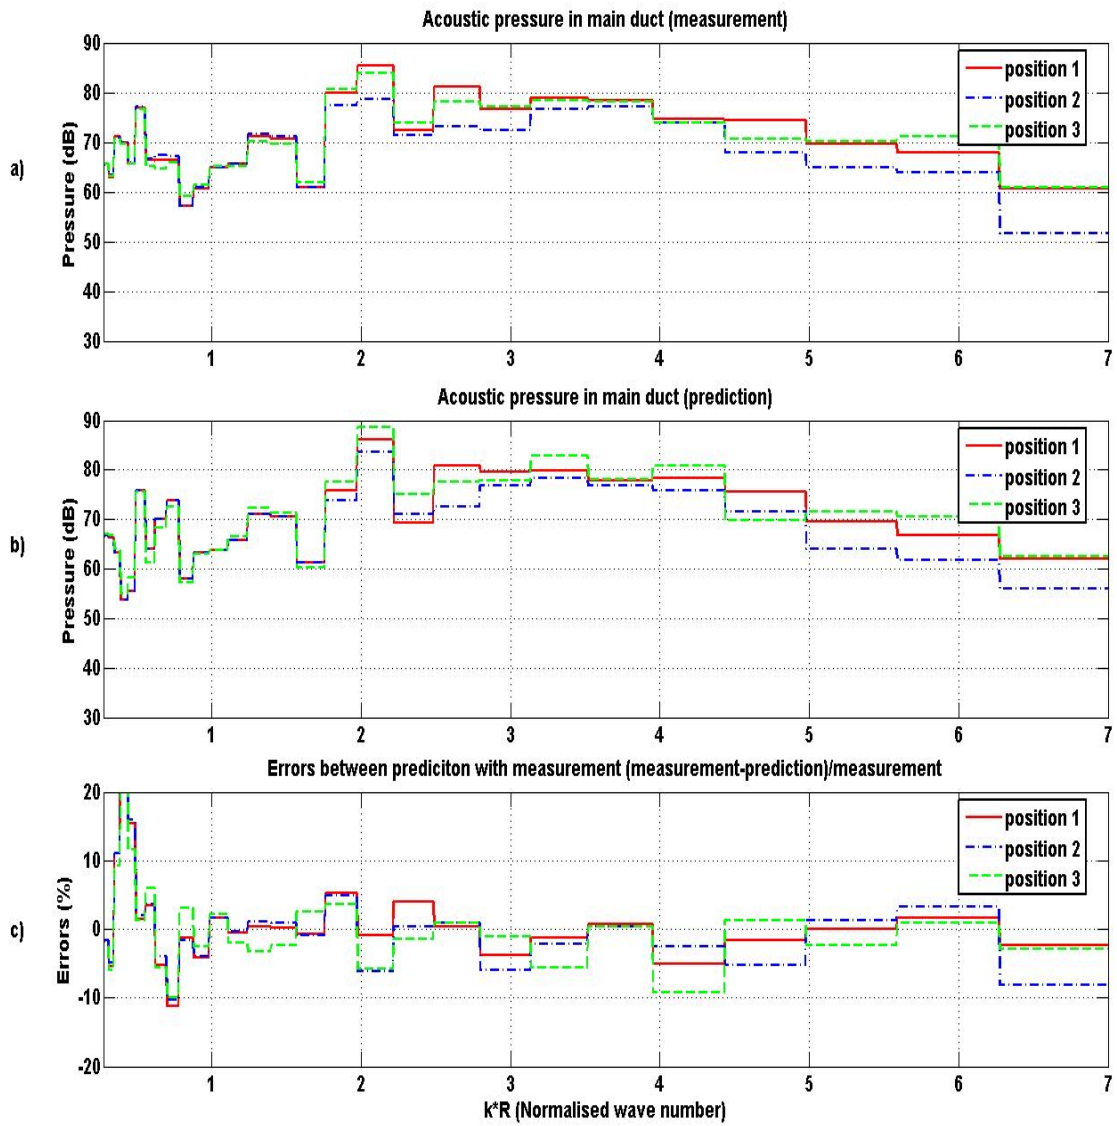 Acoustic pressure in main duct (measurement)
a)
Pressure (dB)
90
80
70
60
50
40
30
1 2 3 4 5 6 7
position 1
position 2
position 3
Acoustic pressure in main duct (prediction)
b)
Pressure (dB)
90
80
70
60
50
40
30
1 2 3 4 5 6 7
position 1
position 2
position 3
Errors between prediciton with measurement (measurement-prediction)/measurement
c)
Errors (%)
20
10
0
-10
-20
1 2 3 4 5 6 7
position 1
position 2
position 3
k*R (Normalised wave number)